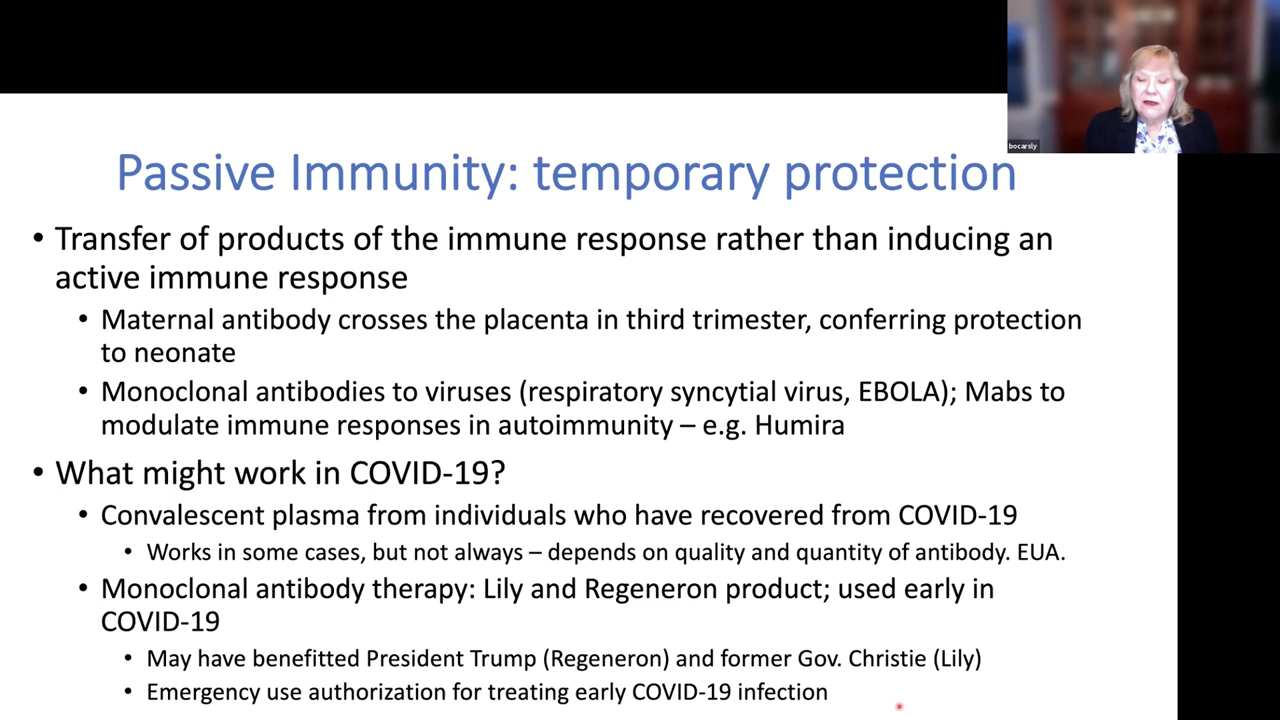 bocarsly
Passive Immunity: temporary protection
• Transfer of products of the immune response rather than inducing an
active immune response
• Maternal antibody crosses the placenta in third trimester, conferring protection
to neonate
• Monoclonal antibodies to viruses (respiratory syncytial virus, EBOLA); Mabs to
modulate immune responses in autoimmunity – e.g. Humira
• What might work in COVID-19?
• Convalescent plasma from individuals who have recovered from COVID-19
• Works in some cases, but not always – depends on quality and quantity of antibody. EUA.
• Monoclonal antibody therapy: Lily and Regeneron product; used early in
COVID-19
• May have benefitted President Trump (Regeneron) and former Gov. Christie (Lily)
• Emergency use authorization for treating early COVID-19 infection